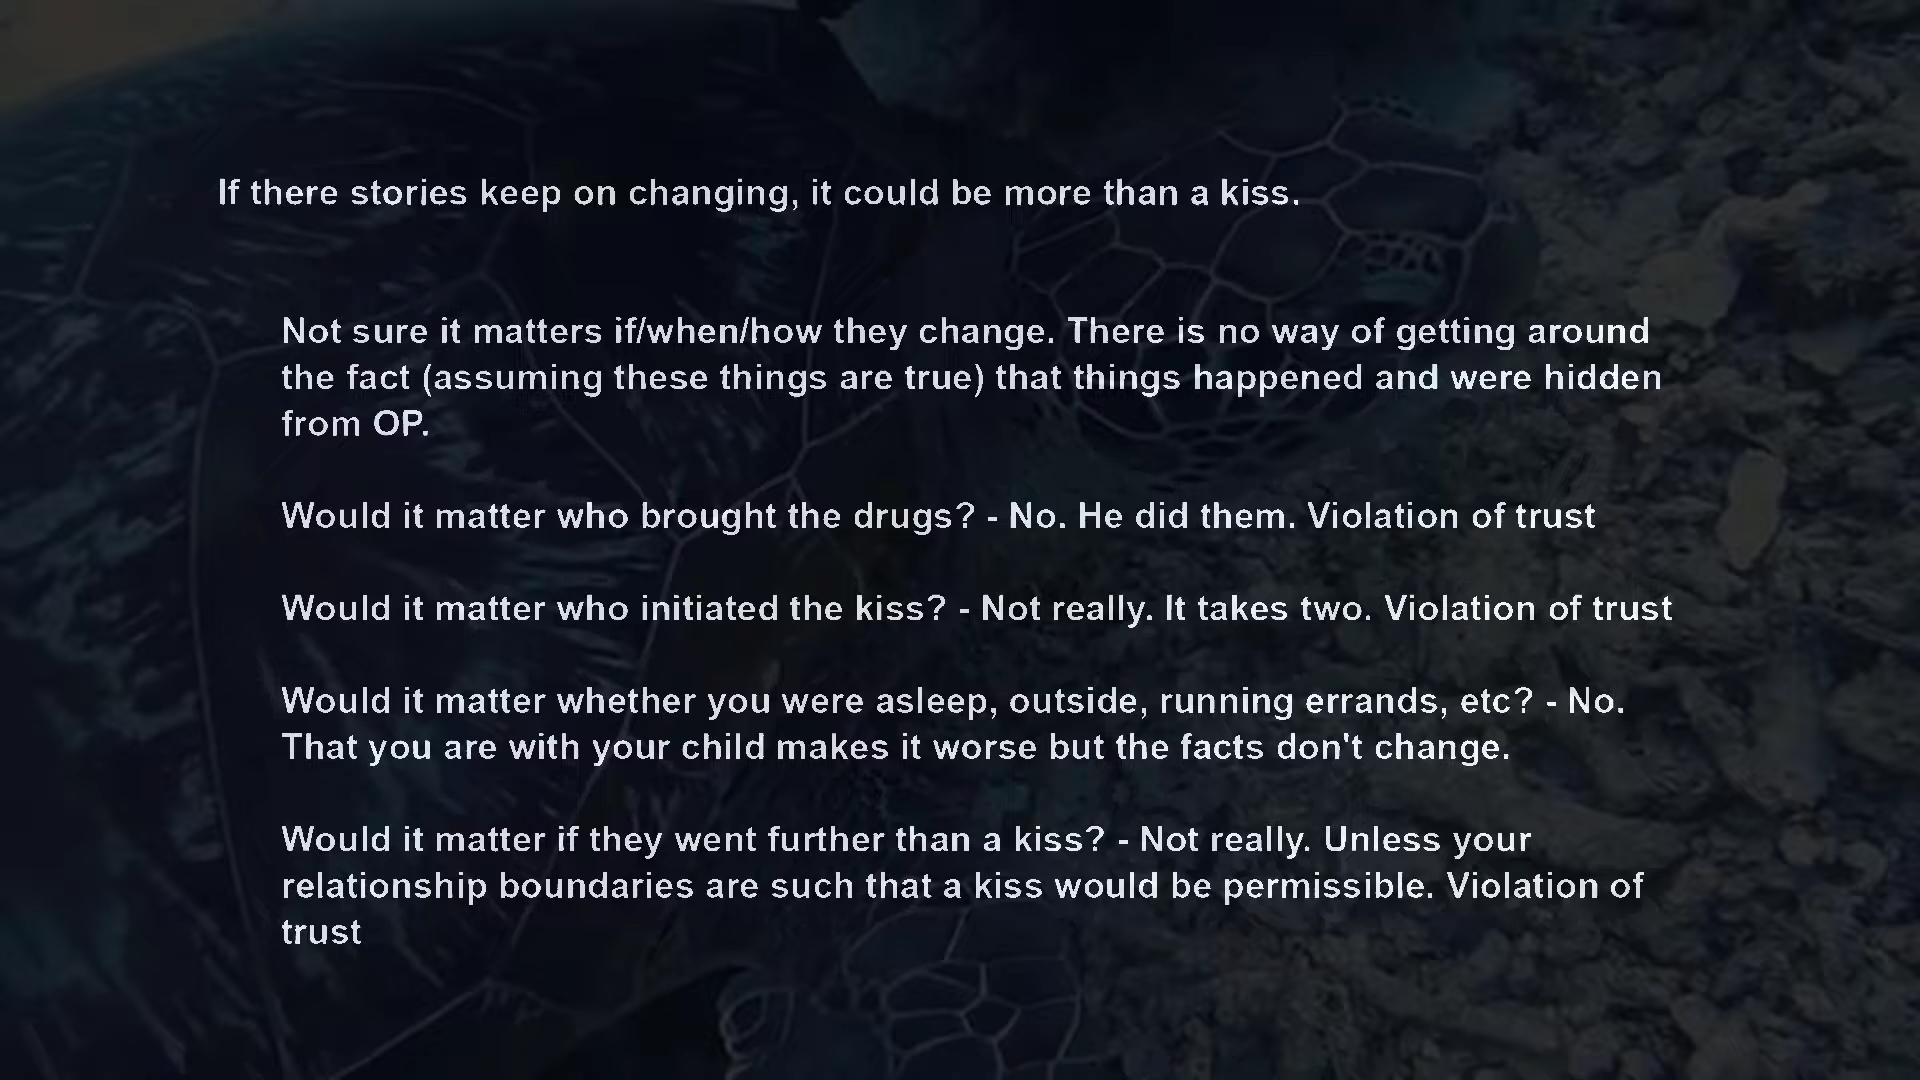 If there stories keep on changing, it could be more than a kiss.
Not sure it matters if/when/how they change. There is no way of getting around
the fact (assuming these things are true) that things happened and were hidden
from OP.
Would it matter who brought the drugs? - No. He did them. Violation of trust
Would it matter who initiated the kiss? - Not really. It takes two. Violation of trust
Would it matter whether you were asleep, outside, running errands, etc? - No.
That you are with your child makes it worse but the facts don't change.
Would it matter if they went further than a kiss? - Not really. Unless your
relationship boundaries are such that a kiss would be permissible. Violation of
trust